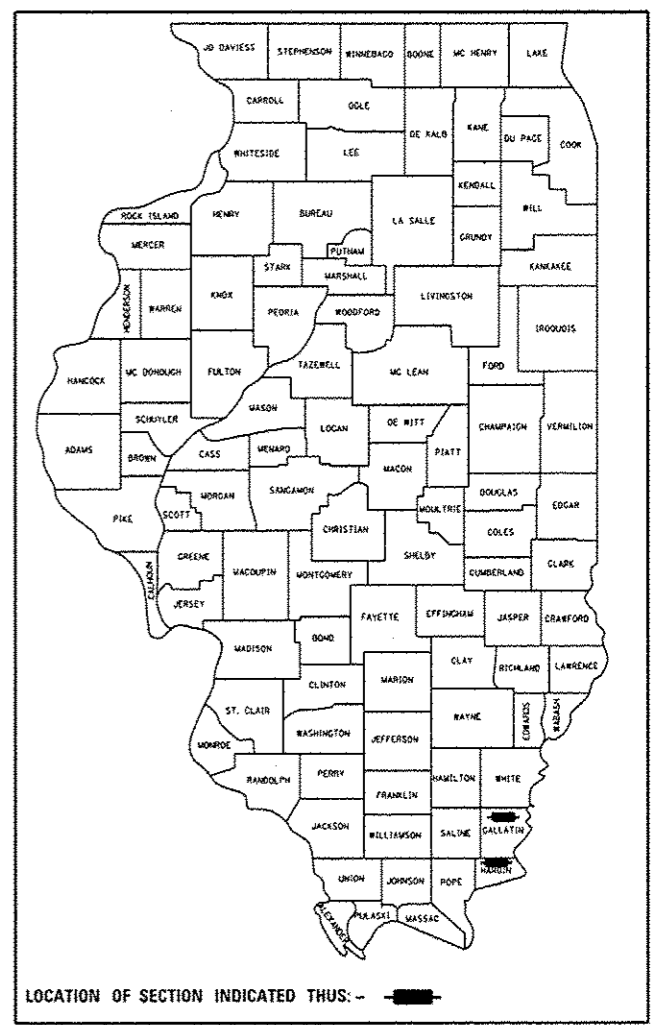 JO DAVIESS STEPHENSON WINNEBAGO BOONE MC HENRY LAKE
CARROLL OGLE DE KALB KANE DU PAGE COOK
WHITESIDE LEE
KENDALL WILL
ROCK ISLAND HENRY BUREAU LA SALLE GRUNDY
MERCER PUTNAM
STARK MARSHALL KANKAKEE
HENDERSON WARREN KNOX PEORIA WOODFORD LIVINGSTON IROQUOIS
HANCOCK MC DONOUGH FULTON TAZEWELL MC LEAN FORD
MASON
SCHUYLER LOGAN DE WITT CHAMPAIGN VERMILION
ADAMS BROWN CASS MENARD MACON PIATT
MORGAN SANGAMON DOUGLAS
PIKE SCOTT CHRISTIAN MOULTRIE EDGAR
COLES
CALHOUN GREENE MACOUPIN MONTGOMERY SHELBY CUMBERLAND CLARK
JERSEY FAYETTE EFFINGHAM JASPER CRAWFORD
MADISON BOND CLAY RICHLAND LAWRENCE
CLINTON MARION
ST. CLAIR WAYNE EDWARDS WABASH
MONROE WASHINGTON JEFFERSON
RANDOLPH PERRY HAMILTON WHITE
FRANKLIN
JACKSON WILLIAMSON SALINE GALLATIN
HARDIN
UNION JOHNSON POPE
ALEXANDER PULASKI MASSAC
LOCATION OF SECTION INDICATED THUS: -